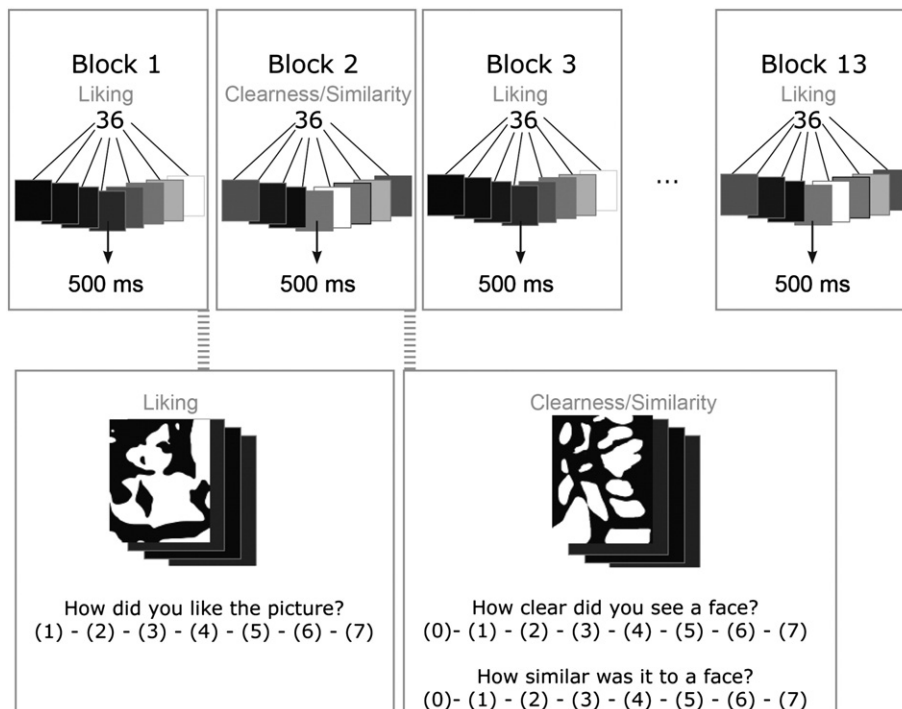 Block 1
Liking
36
500 ms
Block 2
Clearness/Similarity
36
500 ms
Block 3
Liking
36
500 ms
...
Block 13
Liking
36
500 ms
Liking
How did you like the picture?
(1) - (2) - (3) - (4) - (5) - (6) - (7)
Clearness/Similarity
How clear did you see a face?
(0)- (1) - (2) - (3) - (4) - (5) - (6) - (7)
How similar was it to a face?
(0)- (1) - (2) - (3) - (4) - (5) - (6) - (7)